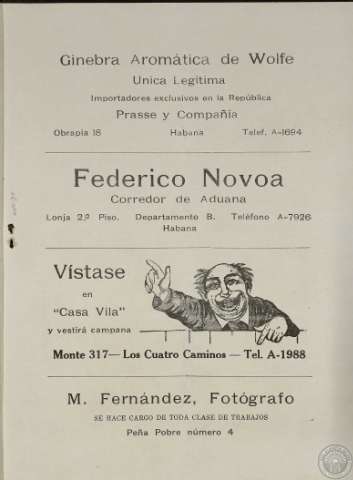 Ginebra Aromática de Wolfe
Unica Legítima
Importadores exclusivos en la República
Prasse y Compañía
Obrapía 18 Habana Telef. A-1694
Federico Novoa
Corredor de Aduana
Lonja 2.º Piso. Departamento B. Teléfono A-7926
Habana
Vístase
en
"Casa Vila"
y vestirá campana
Monte 317— Los Cuatro Caminos — Tel. A-1988
M. Fernández, Fotógrafo
SE HACE CARGO DE TODA CLASE DE TRABAJOS
Peña Pobre número 4